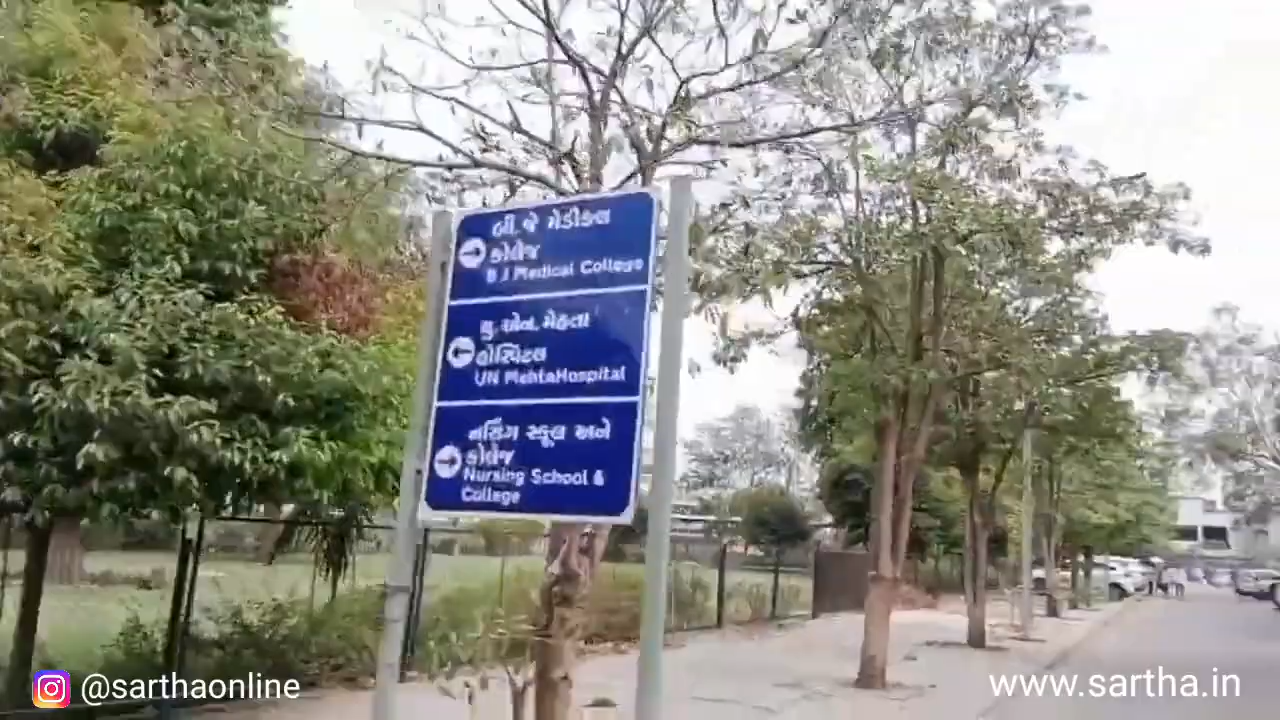 બી. જે મેડીકલ
કોલેજ
B J Medical College
યુ. એન. મેહતા
હોસ્પિટલ
UN MehtaHospital
નર્સિંગ સ્કૂલ અને
કોલેજ
Nursing School &
College
@sarthaonline
www.sartha.in